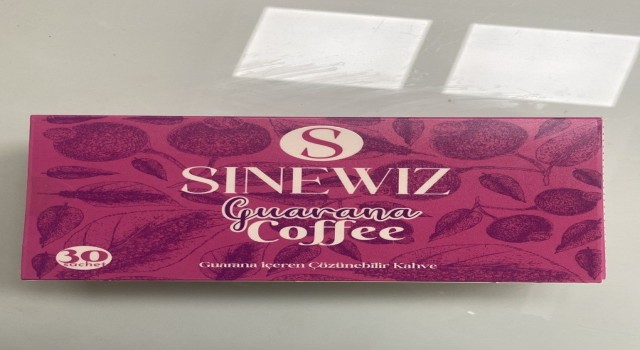 S
SINEWIZ
Guarana
Coffee
30
sachet
Guarana İçeren Çözünebilir Kahve